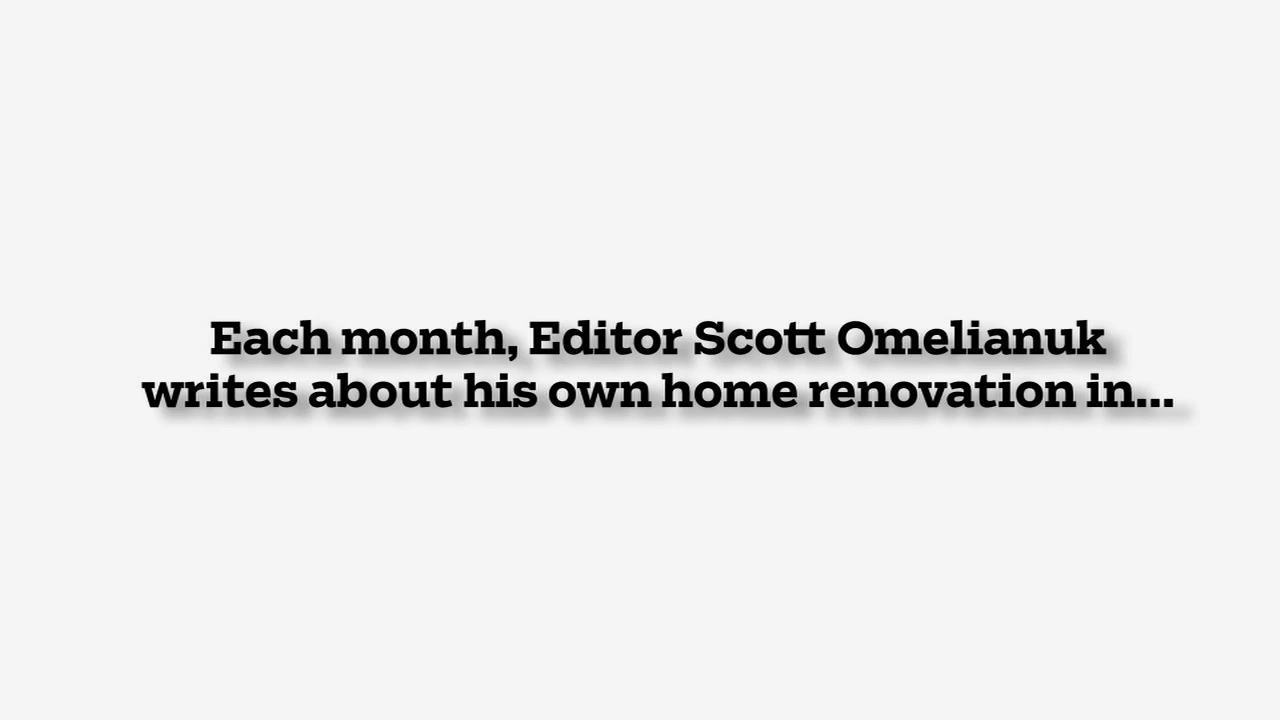 Each month, Editor Scott Omelianuk
writes about his own home renovation in...